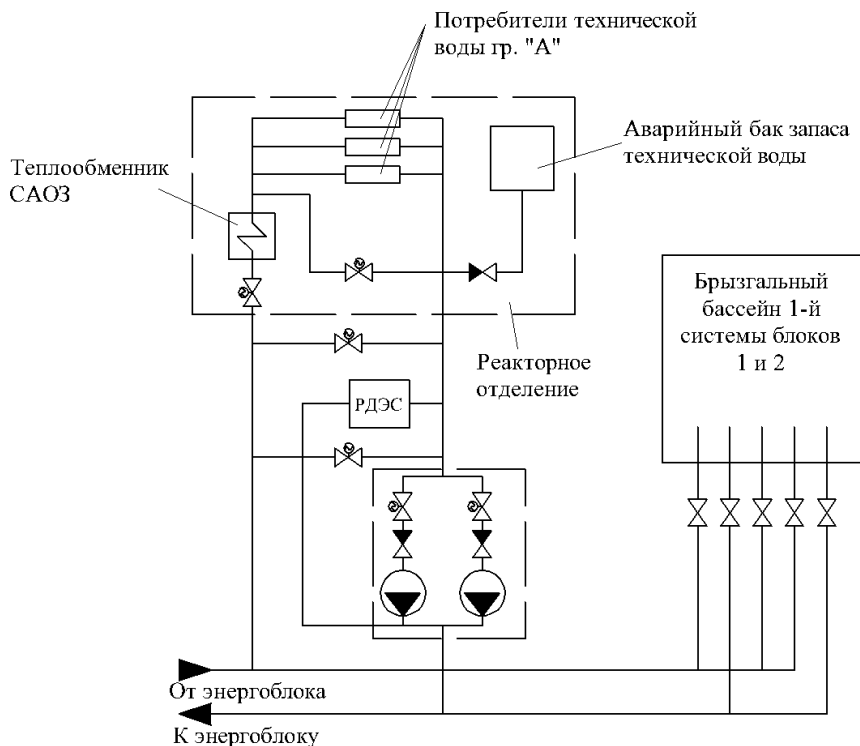 Потребители технической
воды гр. "А"
Аварийный бак запаса
технической воды
Теплообменник
САОЗ
Брызгальный
бассейн 1-й
системы блоков
1 и 2
Реакторное
отделение
РДЭС
От энергоблока
К энергоблоку